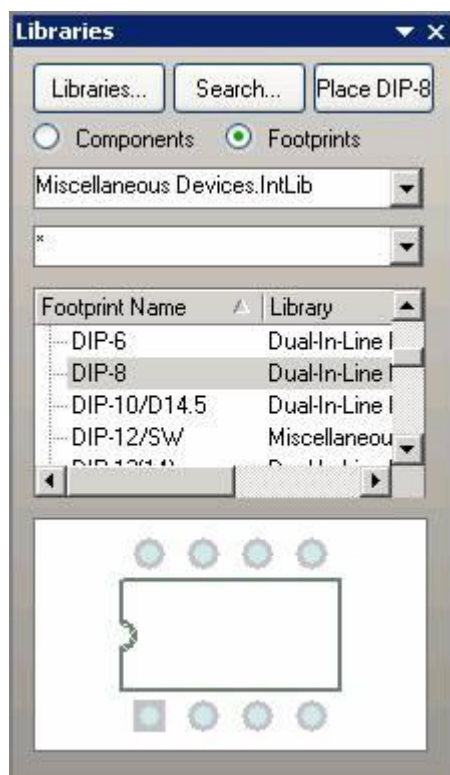 Libraries
Libraries... Search... Place DIP-8
Components Footprints
Miscellaneous Devices.IntLib
*
Footprint Name Library
DIP-6 Dual-In-Line
DIP-8 Dual-In-Line
DIP-10/D14.5 Dual-In-Line
DIP-12/SW Miscellaneou